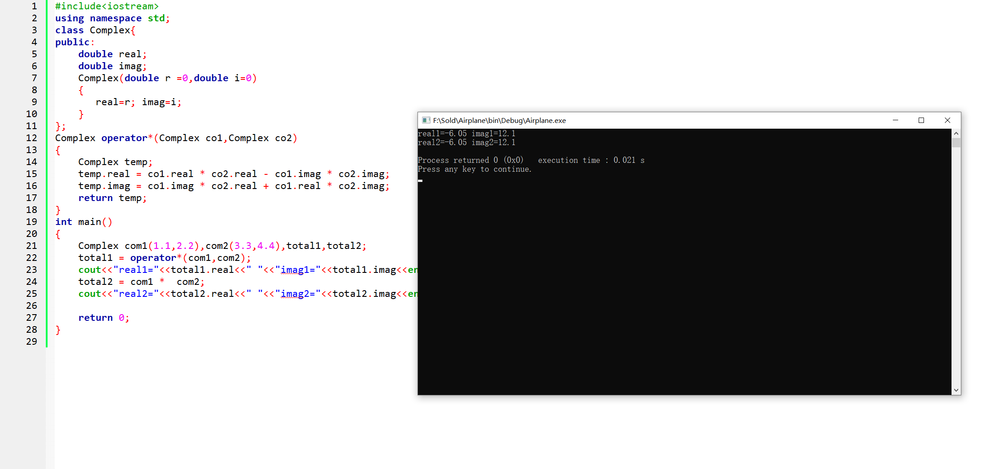 1 #include<iostream>
2 using namespace std;
3 class Complex{
4 public:
5     double real;
6     double imag;
7     Complex(double r =0,double i=0)
8     {
9        real=r; imag=i;
10     }
11 };
12 Complex operator*(Complex co1,Complex co2)
13 {
14     Complex temp;
15     temp.real = co1.real * co2.real - co1.imag * co2.imag;
16     temp.imag = co1.imag * co2.real + co1.real * co2.imag;
17     return temp;
18 }
19 int main()
20 {
21     Complex com1(1.1,2.2),com2(3.3,4.4),total1,total2;
22     total1 = operator*(com1,com2);
23     cout<<"real1="<<total1.real<<" "<<"imag1="<<total1.imag<<en
24     total2 = com1 *  com2;
25     cout<<"real2="<<total2.real<<" "<<"imag2="<<total2.imag<<en
26
27     return 0;
28 }
29
F:\Sold\Airplane\bin\Debug\Airplane.exe
real1=-6.05 imag1=12.1
real2=-6.05 imag2=12.1
Process returned 0 (0x0)   execution time : 0.021 s
Press any key to continue.